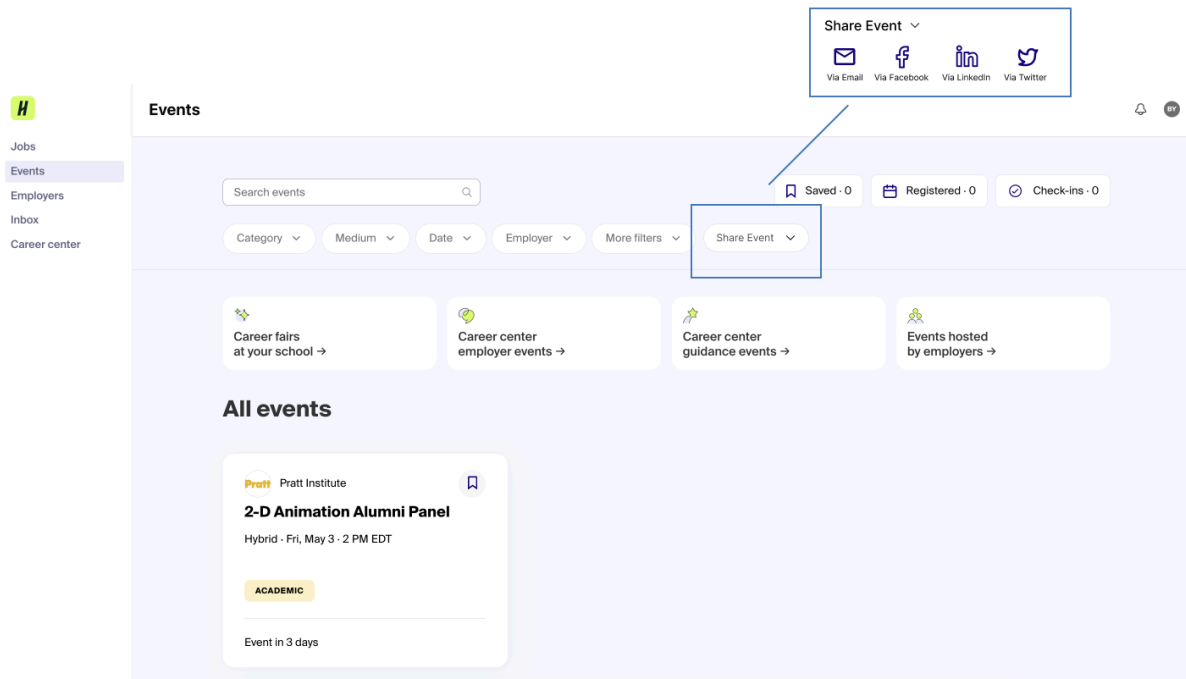 Share Event
Via Email Via Facebook Via LinkedIn Via Twitter
H
Events
BY
Jobs
Events
Employers
Inbox
Career center
Search events
Saved · 0 Registered · 0 Check-ins · 0
Category Medium Date Employer More filters Share Event
Career fairs
at your school →
Career center
employer events →
Career center
guidance events →
Events hosted
by employers →
All events
Pratt Pratt Institute
2-D Animation Alumni Panel
Hybrid · Fri, May 3 · 2 PM EDT
ACADEMIC
Event in 3 days